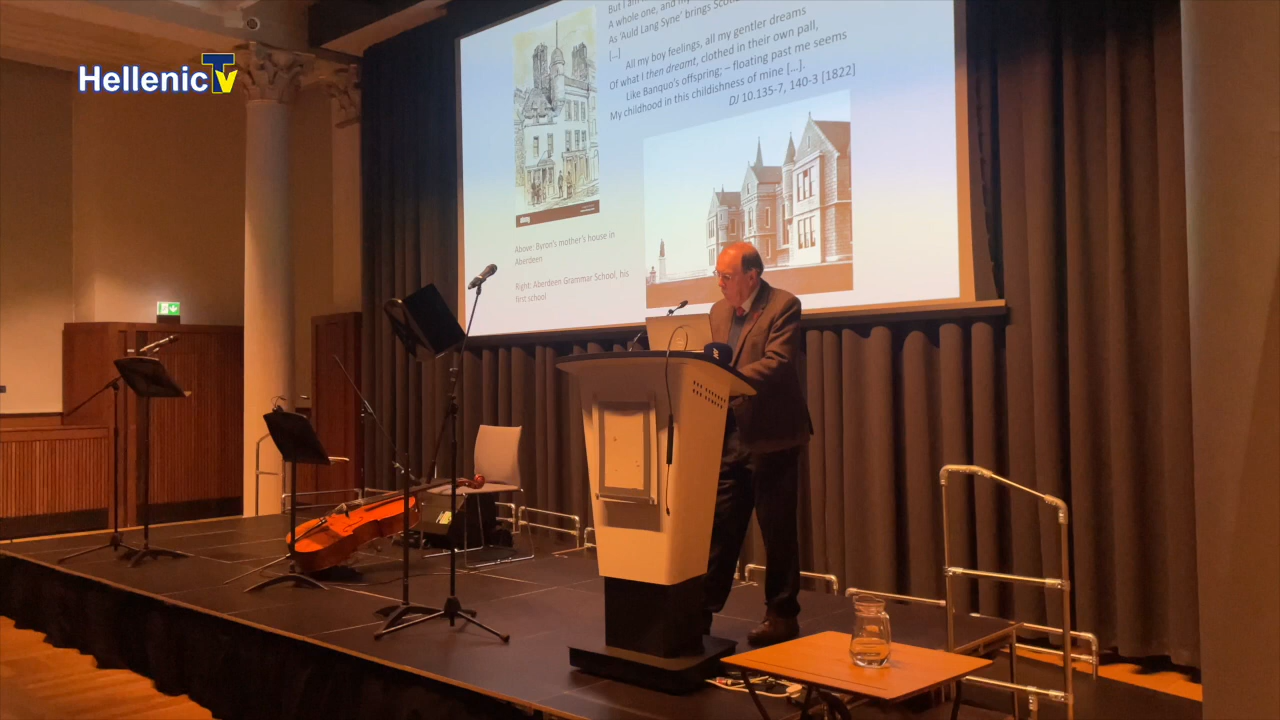 Hellenic Tv
But I am
A whole one, and my
As 'Auld Lang Syne' brings Scot
[...]
All my boy feelings, all my gentler dreams
Of what I then dreamt, clothed in their own pall,
Like Banquo's offspring; – floating past me seems
My childhood in this childishness of mine [...].
DJ 10.135-7, 140-3 [1822]
Above: Byron's mother's house in
Aberdeen
Right: Aberdeen Grammar School, his
first school